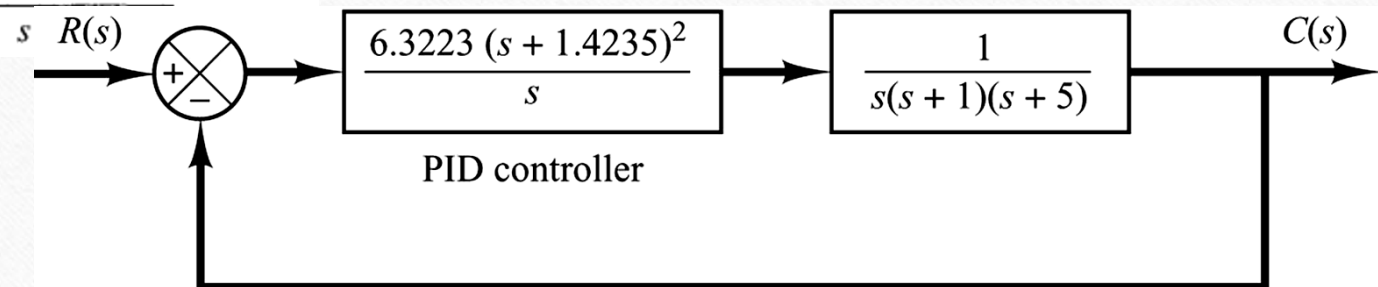 s R(s) + − 6.3223 (s + 1.4235)² / s 1 / s(s + 1)(s + 5) C(s)
PID controller